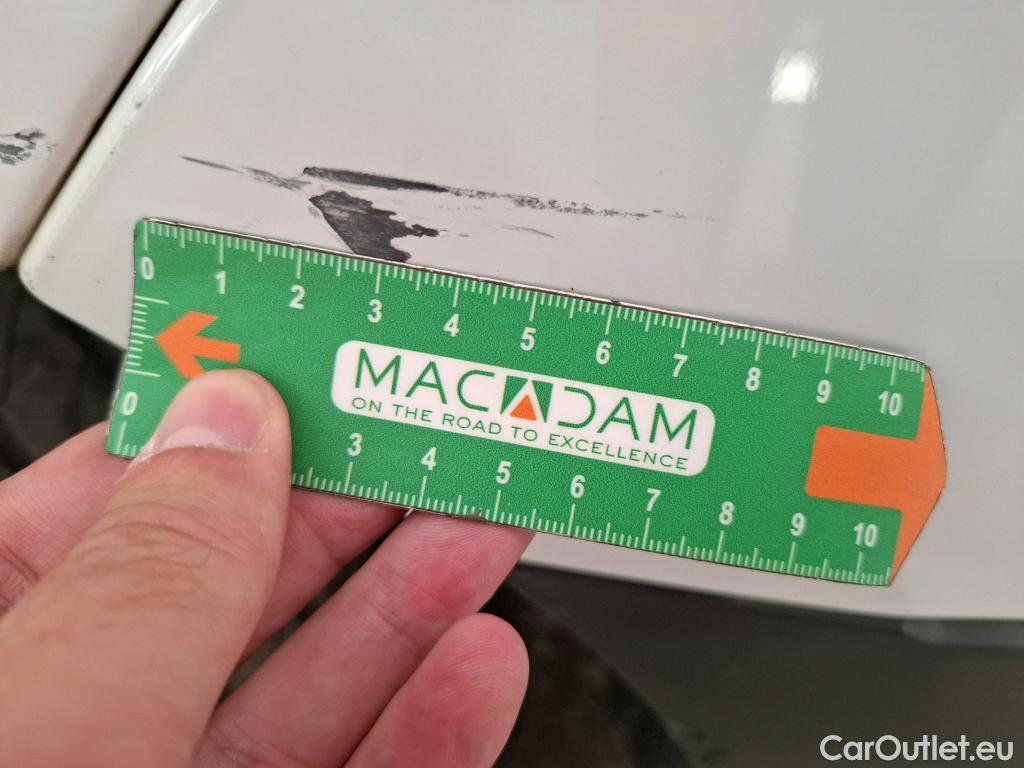 0 1 2 3 4 5 6 7 8 9 10
MACADAM
ON THE ROAD TO EXCELLENCE
0 3 4 5 6 7 8 9 10
CarOutlet.eu